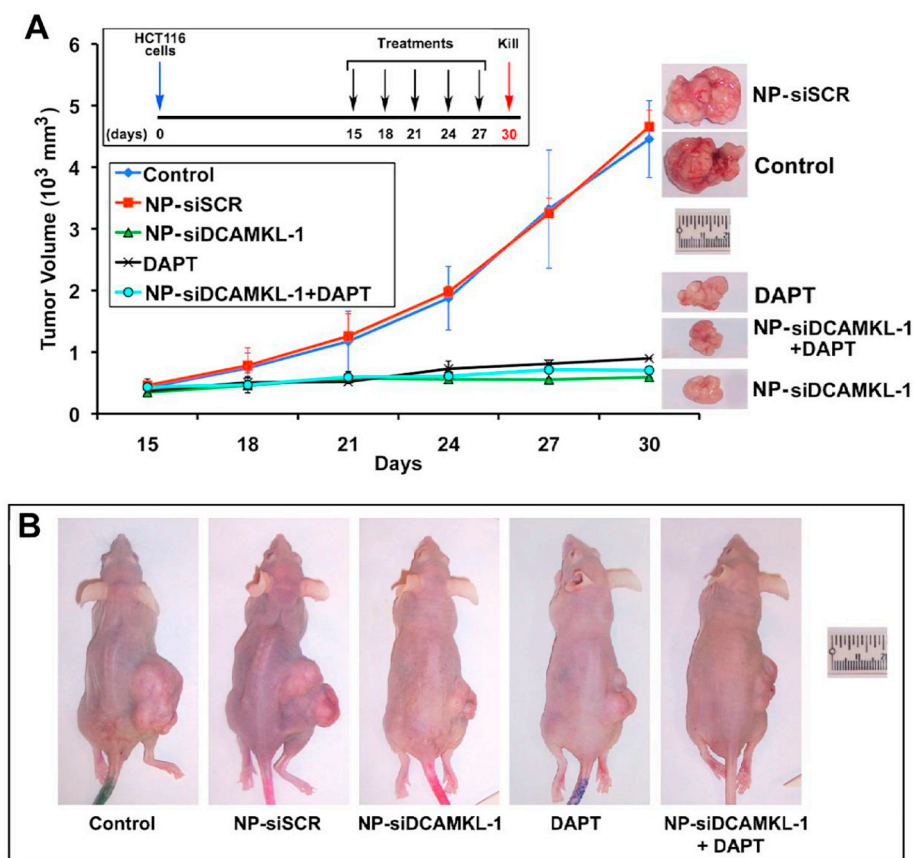 A
HCT116
cells
Treatments
Kill
(days) 0 15 18 21 24 27 30
Control
NP-siSCR
NP-siDCAMKL-1
DAPT
NP-siDCAMKL-1+DAPT
Tumor Volume (10³ mm³)
6
5
4
3
2
1
0
15 18 21 24 27 30
Days
NP-siSCR
Control
DAPT
NP-siDCAMKL-1
+DAPT
NP-siDCAMKL-1
B
Control
NP-siSCR
NP-siDCAMKL-1
DAPT
NP-siDCAMKL-1
+ DAPT